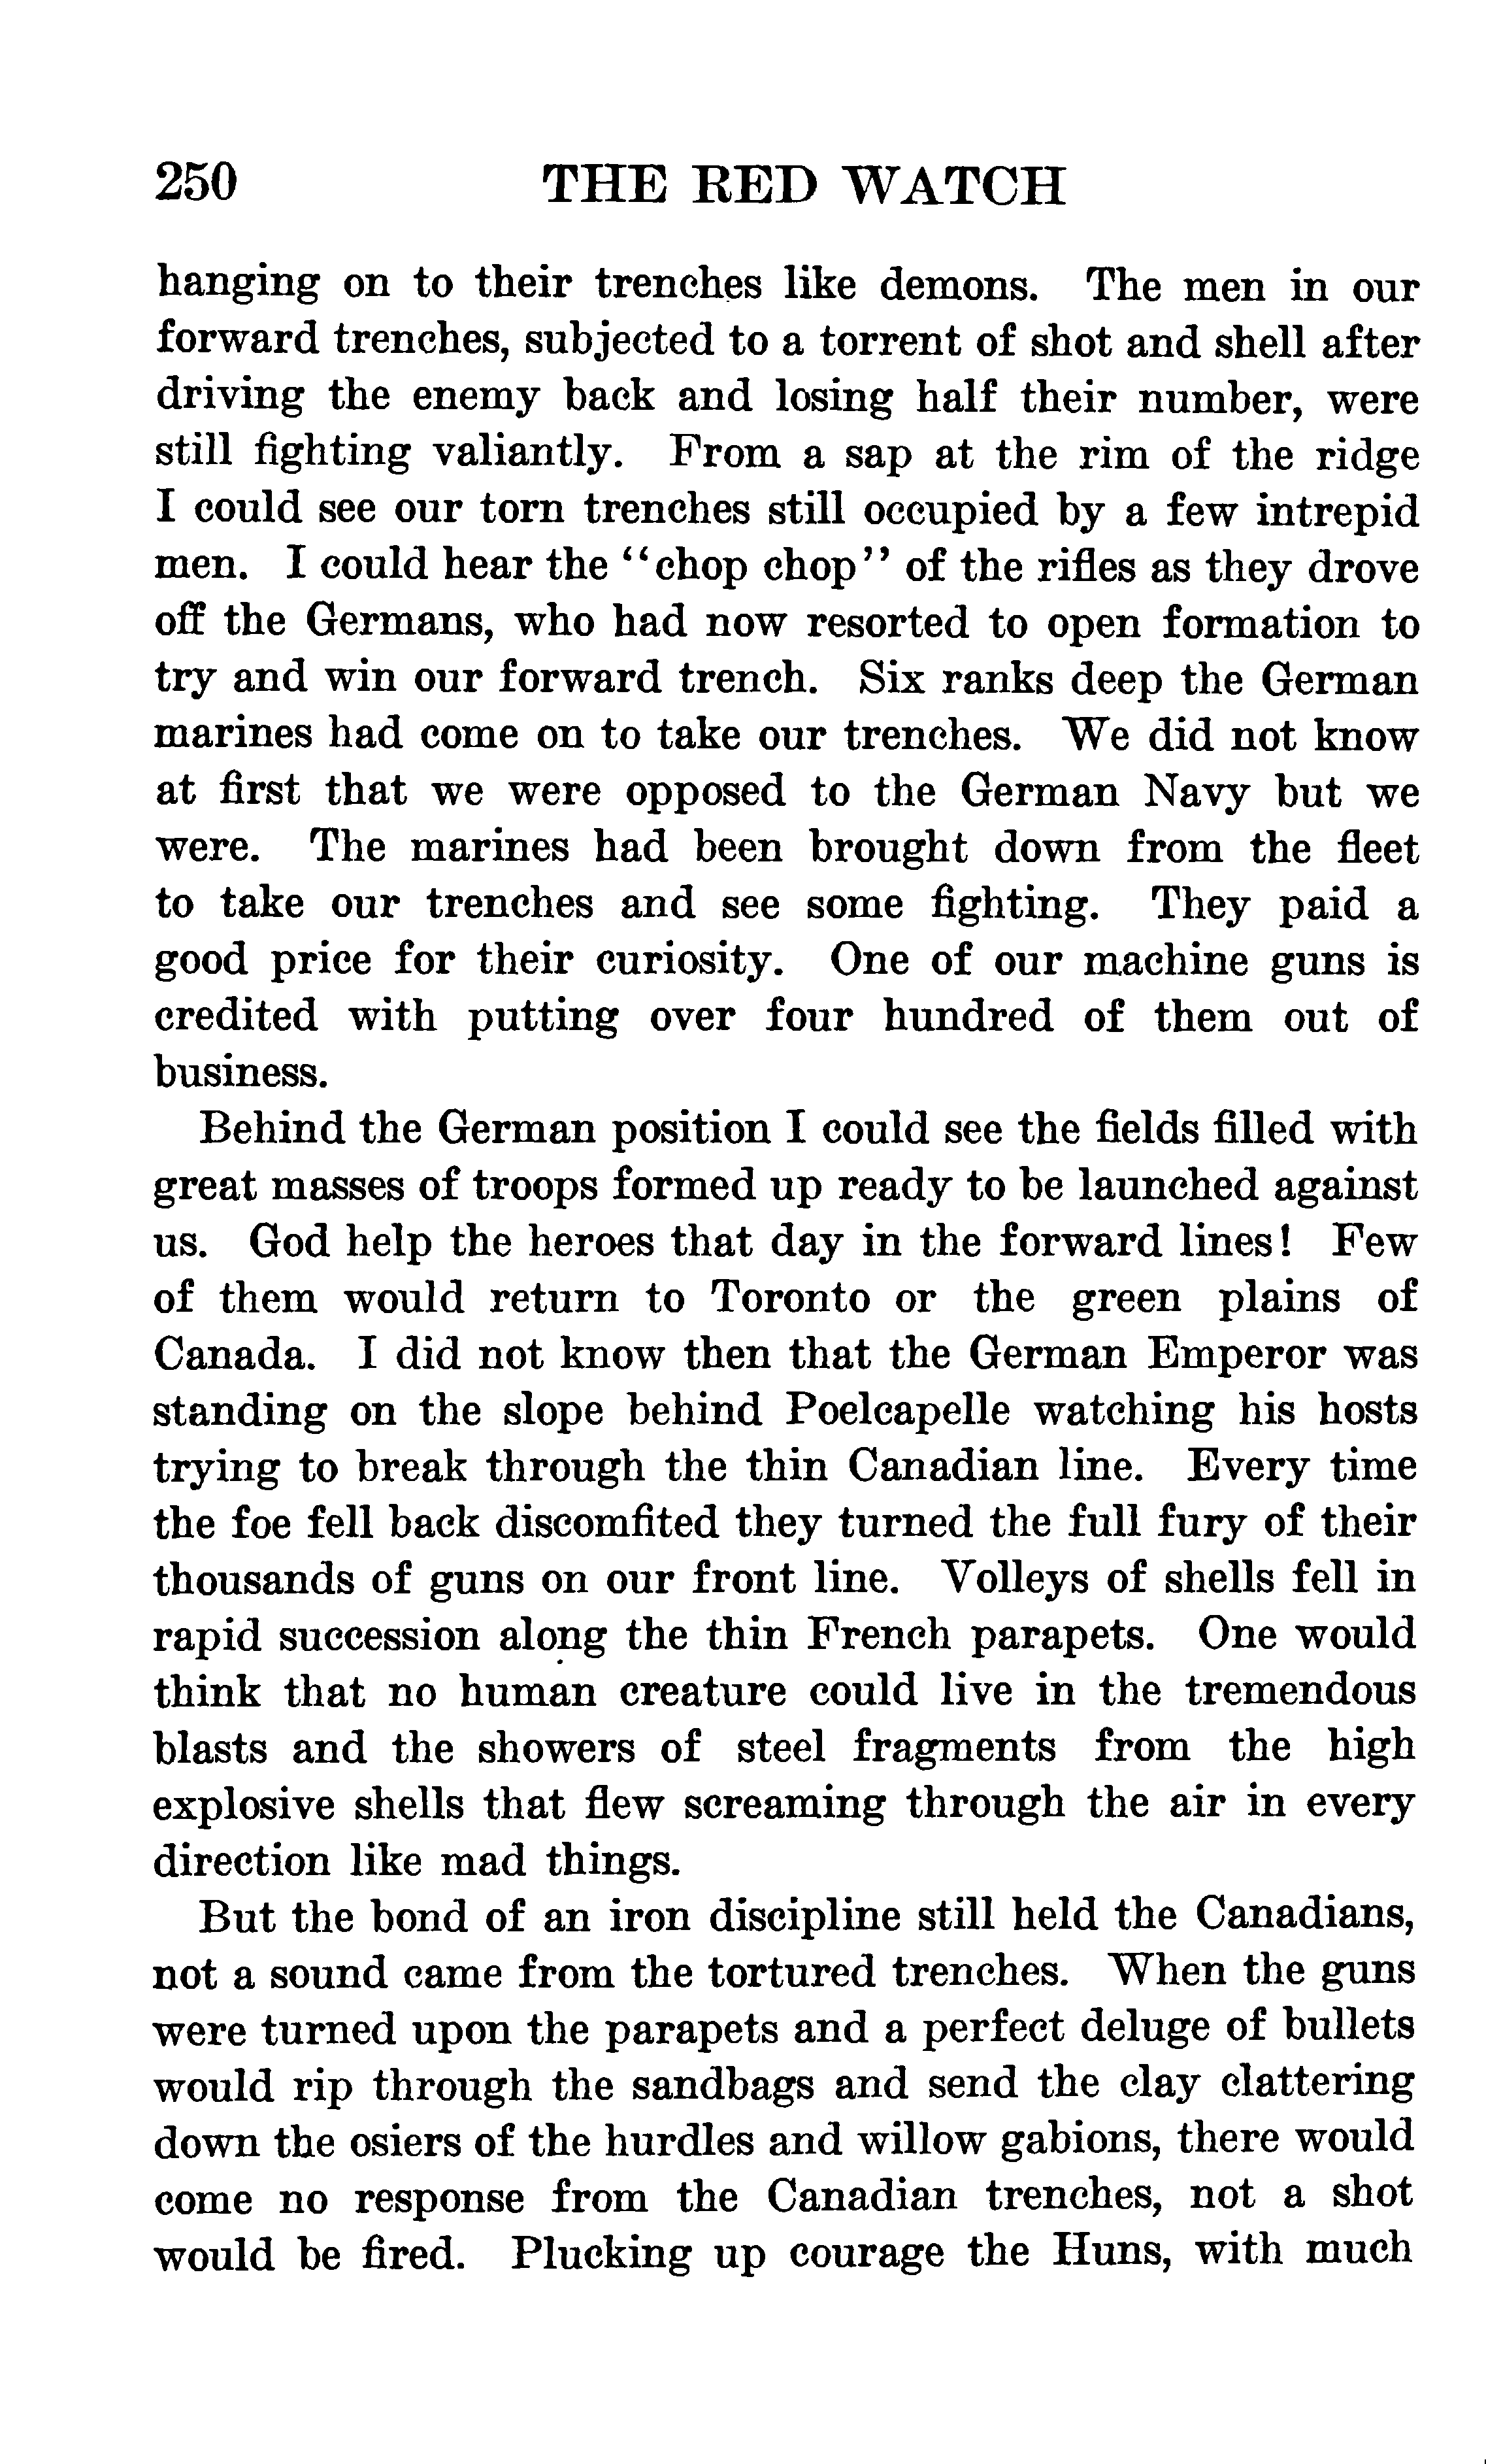 250 THE RED WATCH
hanging on to their trenches like demons. The men in our
forward trenches, subjected to a torrent of shot and shell after
driving the enemy back and losing half their number, were
still fighting valiantly. From a sap at the rim of the ridge
I could see our torn trenches still occupied by a few intrepid
men. I could hear the "chop chop" of the rifles as they drove
off the Germans, who had now resorted to open formation to
try and win our forward trench. Six ranks deep the German
marines had come on to take our trenches. We did not know
at first that we were opposed to the German Navy but we
were. The marines had been brought down from the fleet
to take our trenches and see some fighting. They paid a
good price for their curiosity. One of our machine guns is
credited with putting over four hundred of them out of
business.
Behind the German position I could see the fields filled with
great masses of troops formed up ready to be launched against
us. God help the heroes that day in the forward lines! Few
of them would return to Toronto or the green plains of
Canada. I did not know then that the German Emperor was
standing on the slope behind Poelcapelle watching his hosts
trying to break through the thin Canadian line. Every time
the foe fell back discomfited they turned the full fury of their
thousands of guns on our front line. Volleys of shells fell in
rapid succession along the thin French parapets. One would
think that no human creature could live in the tremendous
blasts and the showers of steel fragments from the high
explosive shells that flew screaming through the air in every
direction like mad things.
But the bond of an iron discipline still held the Canadians,
not a sound came from the tortured trenches. When the guns
were turned upon the parapets and a perfect deluge of bullets
would rip through the sandbags and send the clay clattering
down the osiers of the hurdles and willow gabions, there would
come no response from the Canadian trenches, not a shot
would be fired. Plucking up courage the Huns, with much